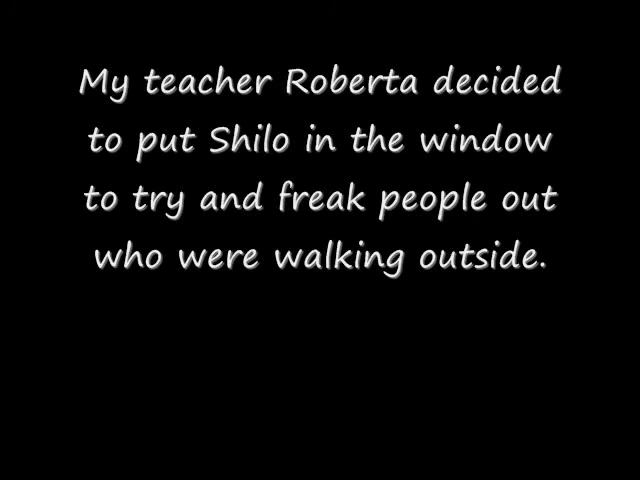 My teacher Roberta decided
to put Shilo in the window
to try and freak people out
who were walking outside.